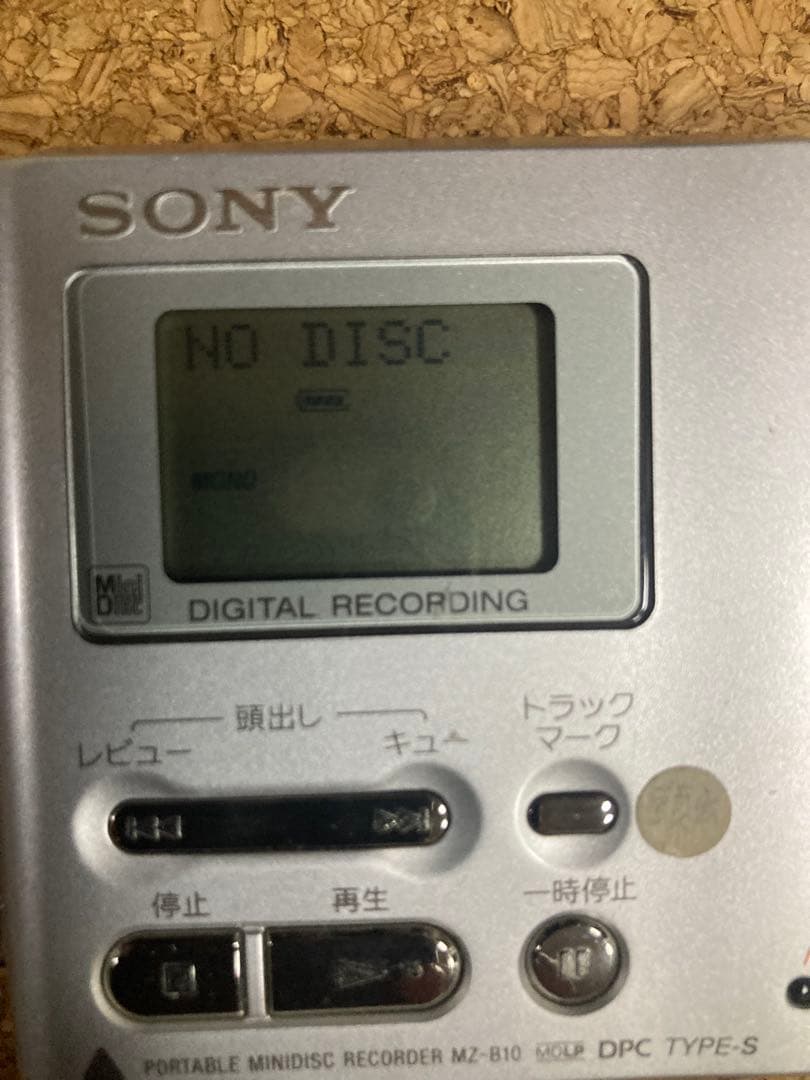 SONY
NO DISC
MONO
Mini Disc
DIGITAL RECORDING
頭出し
レビュー キュー
トラック
マーク
停止 再生 一時停止
PORTABLE MINIDISC RECORDER MZ-B10 MDLP DPC TYPE-S